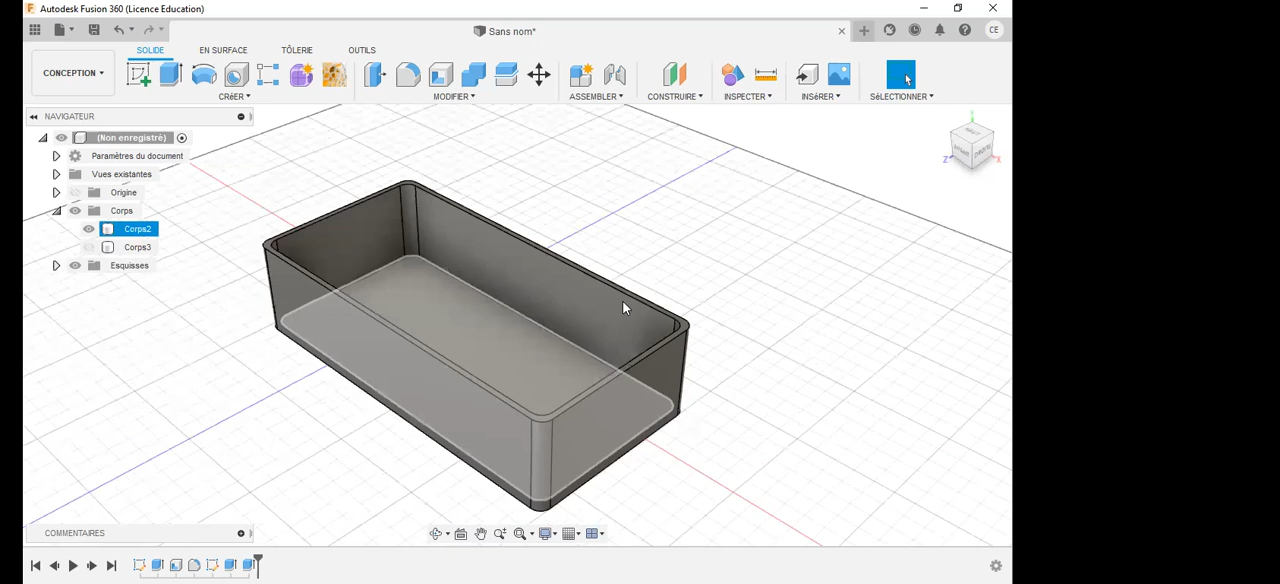 Autodesk Fusion 360 (Licence Education)
Sans nom*
CE
SOLIDE EN SURFACE TÔLERIE OUTILS
CONCEPTION
CRÉER MODIFIER ASSEMBLER CONSTRUIRE INSPECTER INSÉRER SÉLECTIONNER
NAVIGATEUR
(Non enregistré)
Paramètres du document
Vues existantes
Origine
Corps
Corps2
Corps3
Esquisses
Z
X
COMMENTAIRES